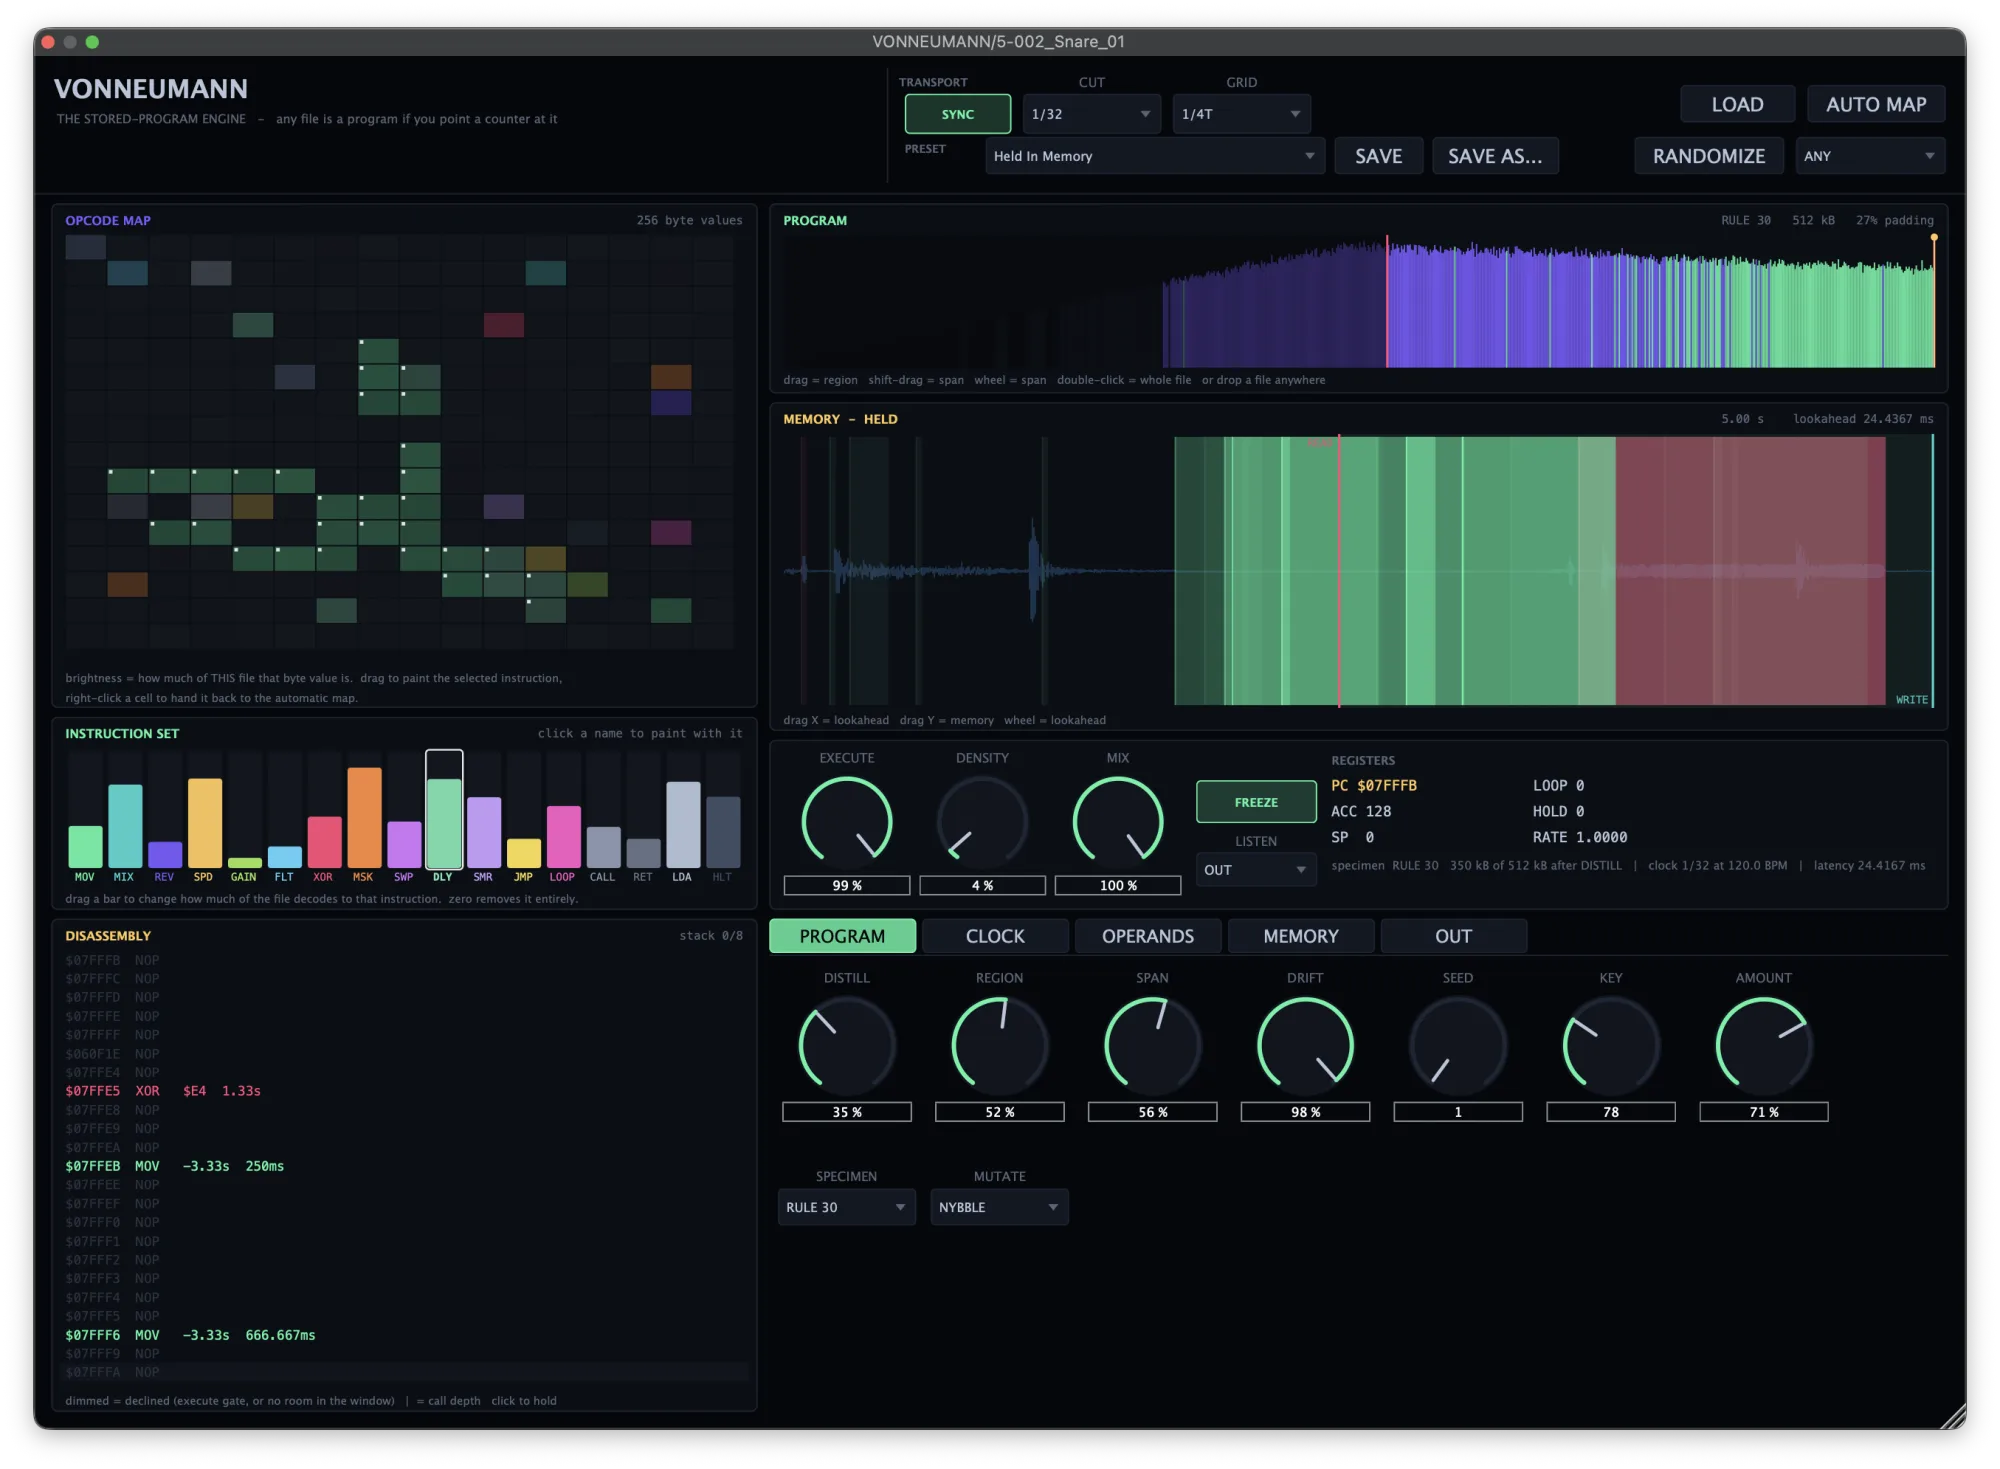 VONNEUMANN/5-002_Snare_01
VONNEUMANN
THE STORED-PROGRAM ENGINE – any file is a program if you point a counter at it
TRANSPORT CUT GRID
SYNC 1/32 1/4T
LOAD AUTO MAP
PRESET Held In Memory SAVE SAVE AS... RANDOMIZE ANY
OPCODE MAP 256 byte values
brightness = how much of THIS file that byte value is. drag to paint the selected instruction,
right-click a cell to hand it back to the automatic map.
INSTRUCTION SET click a name to paint with it
MOV MIX REV SPD GAIN FLT XOR MSK SWP DLY SMR JMP LOOP CALL RET LDA HLT
drag a bar to change how much of the file decodes to that instruction. zero removes it entirely.
DISASSEMBLY stack 0/8
$07FFFB NOP
$07FFFC NOP
$07FFFD NOP
$07FFFE NOP
$07FFFF NOP
$060F1E NOP
$07FFE4 NOP
$07FFE5 XOR $E4 1.33s
$07FFE8 NOP
$07FFE9 NOP
$07FFEA NOP
$07FFEB MOV −3.33s 250ms
$07FFEE NOP
$07FFEF NOP
$07FFF0 NOP
$07FFF1 NOP
$07FFF2 NOP
$07FFF3 NOP
$07FFF4 NOP
$07FFF5 NOP
$07FFF6 MOV −3.33s 666.667ms
$07FFF9 NOP
$07FFFA NOP
dimmed = declined (execute gate, or no room in the window) | = call depth click to hold
PROGRAM RULE 30 512 kB 27% padding
drag = region shift-drag = span wheel = span double-click = whole file or drop a file anywhere
MEMORY – HELD 5.00 s lookahead 24.4367 ms
WRITE
drag X = lookahead drag Y = memory wheel = lookahead
EXECUTE DENSITY MIX
99 % 4 % 100 %
FREEZE
LISTEN
OUT
REGISTERS
PC $07FFFB LOOP 0
ACC 128 HOLD 0
SP 0 RATE 1.0000
specimen RULE 30 350 kB of 512 kB after DISTILL | clock 1/32 at 120.0 BPM | latency 24.4167 ms
PROGRAM CLOCK OPERANDS MEMORY OUT
DISTILL REGION SPAN DRIFT SEED KEY AMOUNT
35 % 52 % 56 % 98 % 1 78 71 %
SPECIMEN MUTATE
RULE 30 NYBBLE